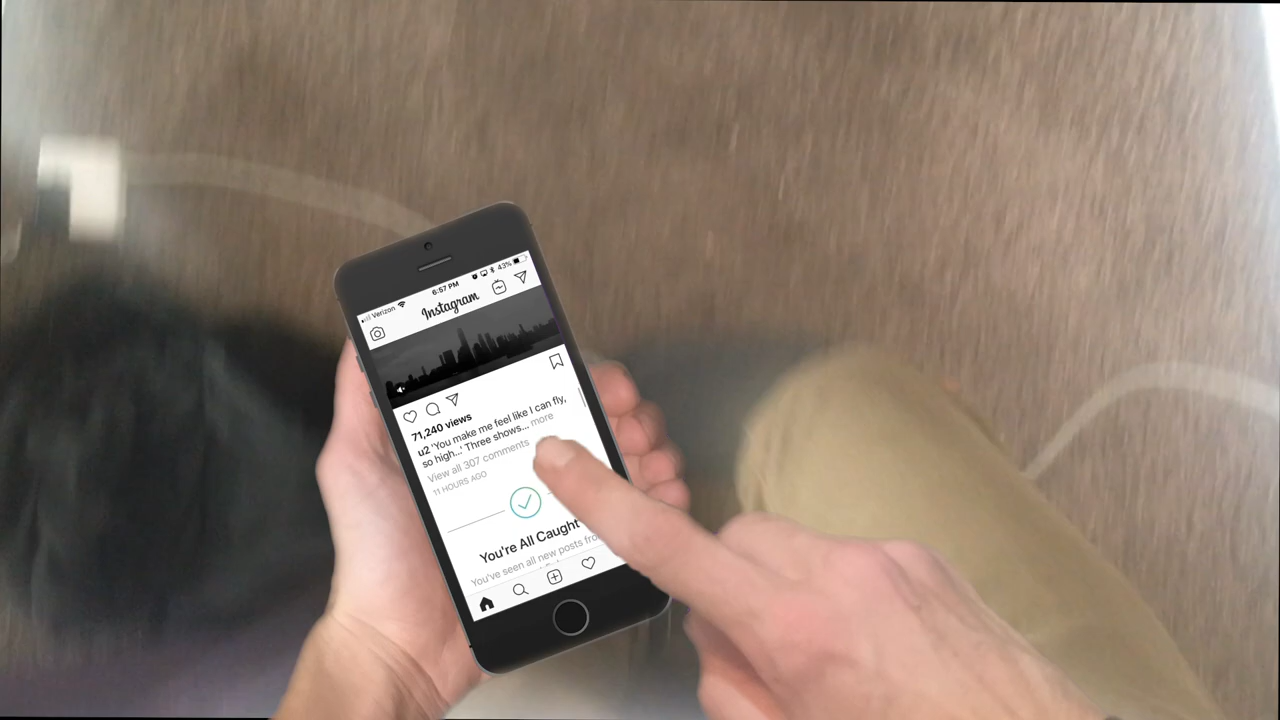 Verizon 6:57 PM 43%
Instagram
71,240 views
u2 'You make me feel like I can fly,
so high...' Three shows... more
View all 307 comments
11 HOURS AGO
You're All Caught
You've seen all new posts from